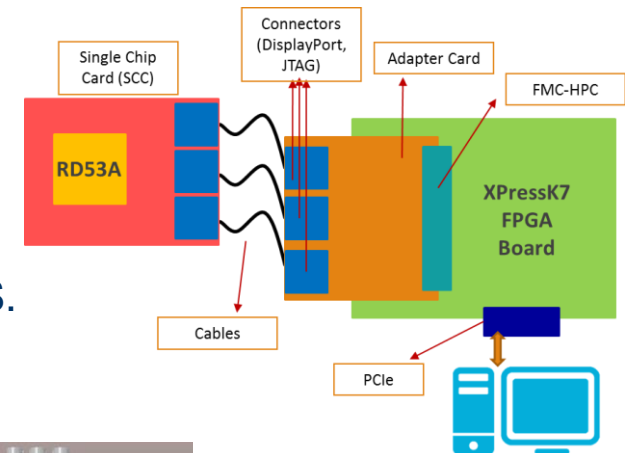 Connectors
(DisplayPort,
JTAG)
Single Chip
Card (SCC)
Adapter Card
FMC-HPC
RD53A
XPressK7
FPGA
Board
s.
Cables
PCIe